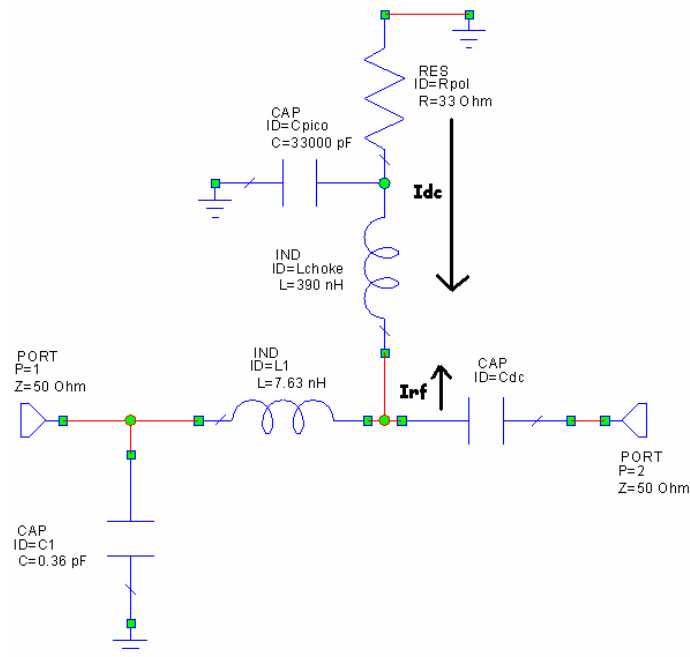 RES
ID=Rpol
R=33 Ohm
CAP
ID=Cpico
C=33000 pF
Idc
IND
ID=Lchoke
L=390 nH
PORT
P=1
Z=50 Ohm
IND
ID=L1
L=7.63 nH
Irf
CAP
ID=Cdc
PORT
P=2
Z=50 Ohm
CAP
ID=C1
C=0.36 pF